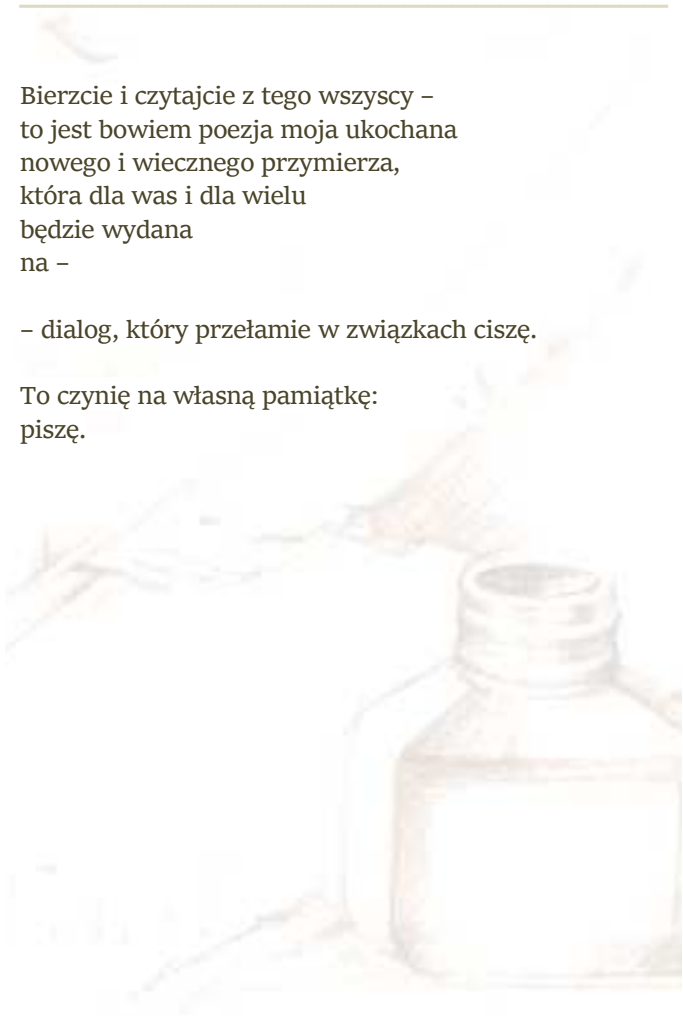 Bierzcie i czytajcie z tego wszyscy –
to jest bowiem poezja moja ukochana
nowego i wiecznego przymierza,
która dla was i dla wielu
będzie wydana
na –
– dialog, który przełamie w związkach ciszę.
To czynię na własną pamiątkę:
piszę.